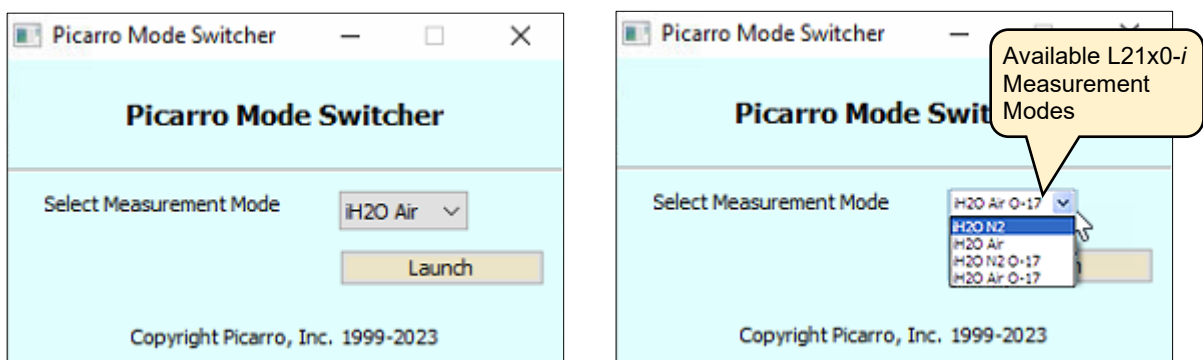 Picarro Mode Switcher
Picarro Mode Switcher
Select Measurement Mode
iH2O Air
Launch
Copyright Picarro, Inc. 1999-2023
Picarro Mode Switcher
Available L21x0-i
Measurement
Modes
Picarro Mode Swit
Select Measurement Mode
iH2O Air O-17
iH2O N2
iH2O Air
iH2O N2 O-17
iH2O Air O-17
Copyright Picarro, Inc. 1999-2023